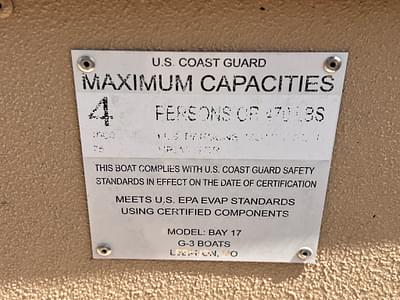 U.S. COAST GUARD
MAXIMUM CAPACITIES
4 PERSONS OR 470 LBS
THIS BOAT COMPLIES WITH U.S. COAST GUARD SAFETY
STANDARDS IN EFFECT ON THE DATE OF CERTIFICATION
MEETS U.S. EPA EVAP STANDARDS
USING CERTIFIED COMPONENTS
MODEL: BAY 17
G-3 BOATS
MO